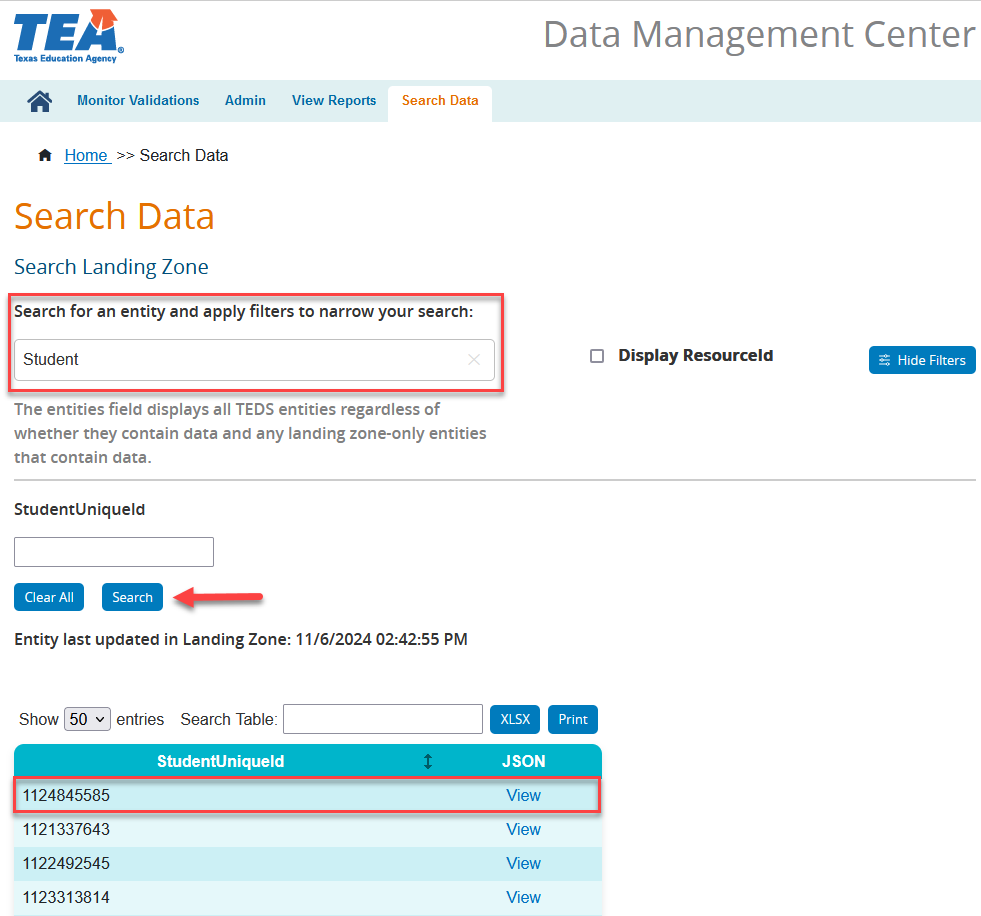 TEA®
Texas Education Agency
Data Management Center
Monitor Validations Admin View Reports Search Data
Home >> Search Data
Search Data
Search Landing Zone
Search for an entity and apply filters to narrow your search:
Student
Display ResourceId
Hide Filters
The entities field displays all TEDS entities regardless of
whether they contain data and any landing zone-only entities
that contain data.
StudentUniqueId
Clear All Search
Entity last updated in Landing Zone: 11/6/2024 02:42:55 PM
Show 50 entries Search Table: XLSX Print
StudentUniqueId JSON
1124845585 View
1121337643 View
1122492545 View
1123313814 View